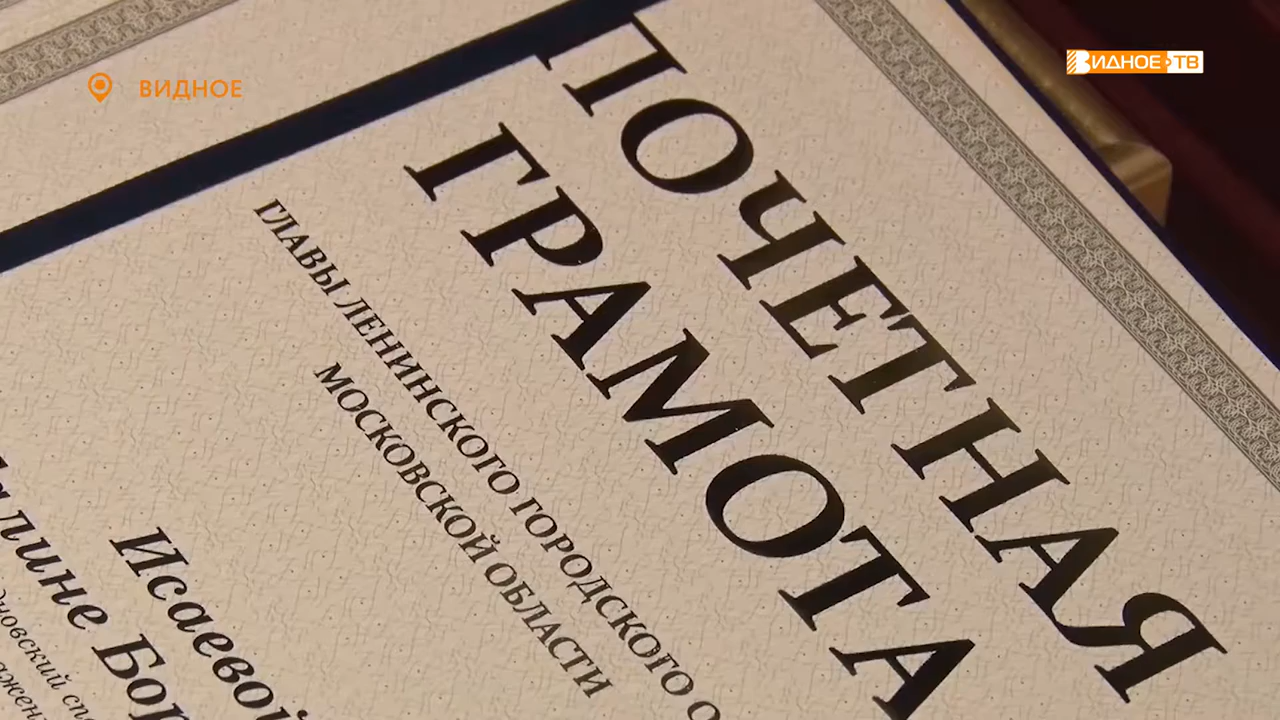 ВИДНОЕ
ВИДНОЕ ТВ
ПОЧЕТНАЯ
ГРАМОТА
ГЛАВЫ ЛЕНИНСКОГО ГОРОДСКОГО
МОСКОВСКОЙ ОБЛАСТИ
Исаевой